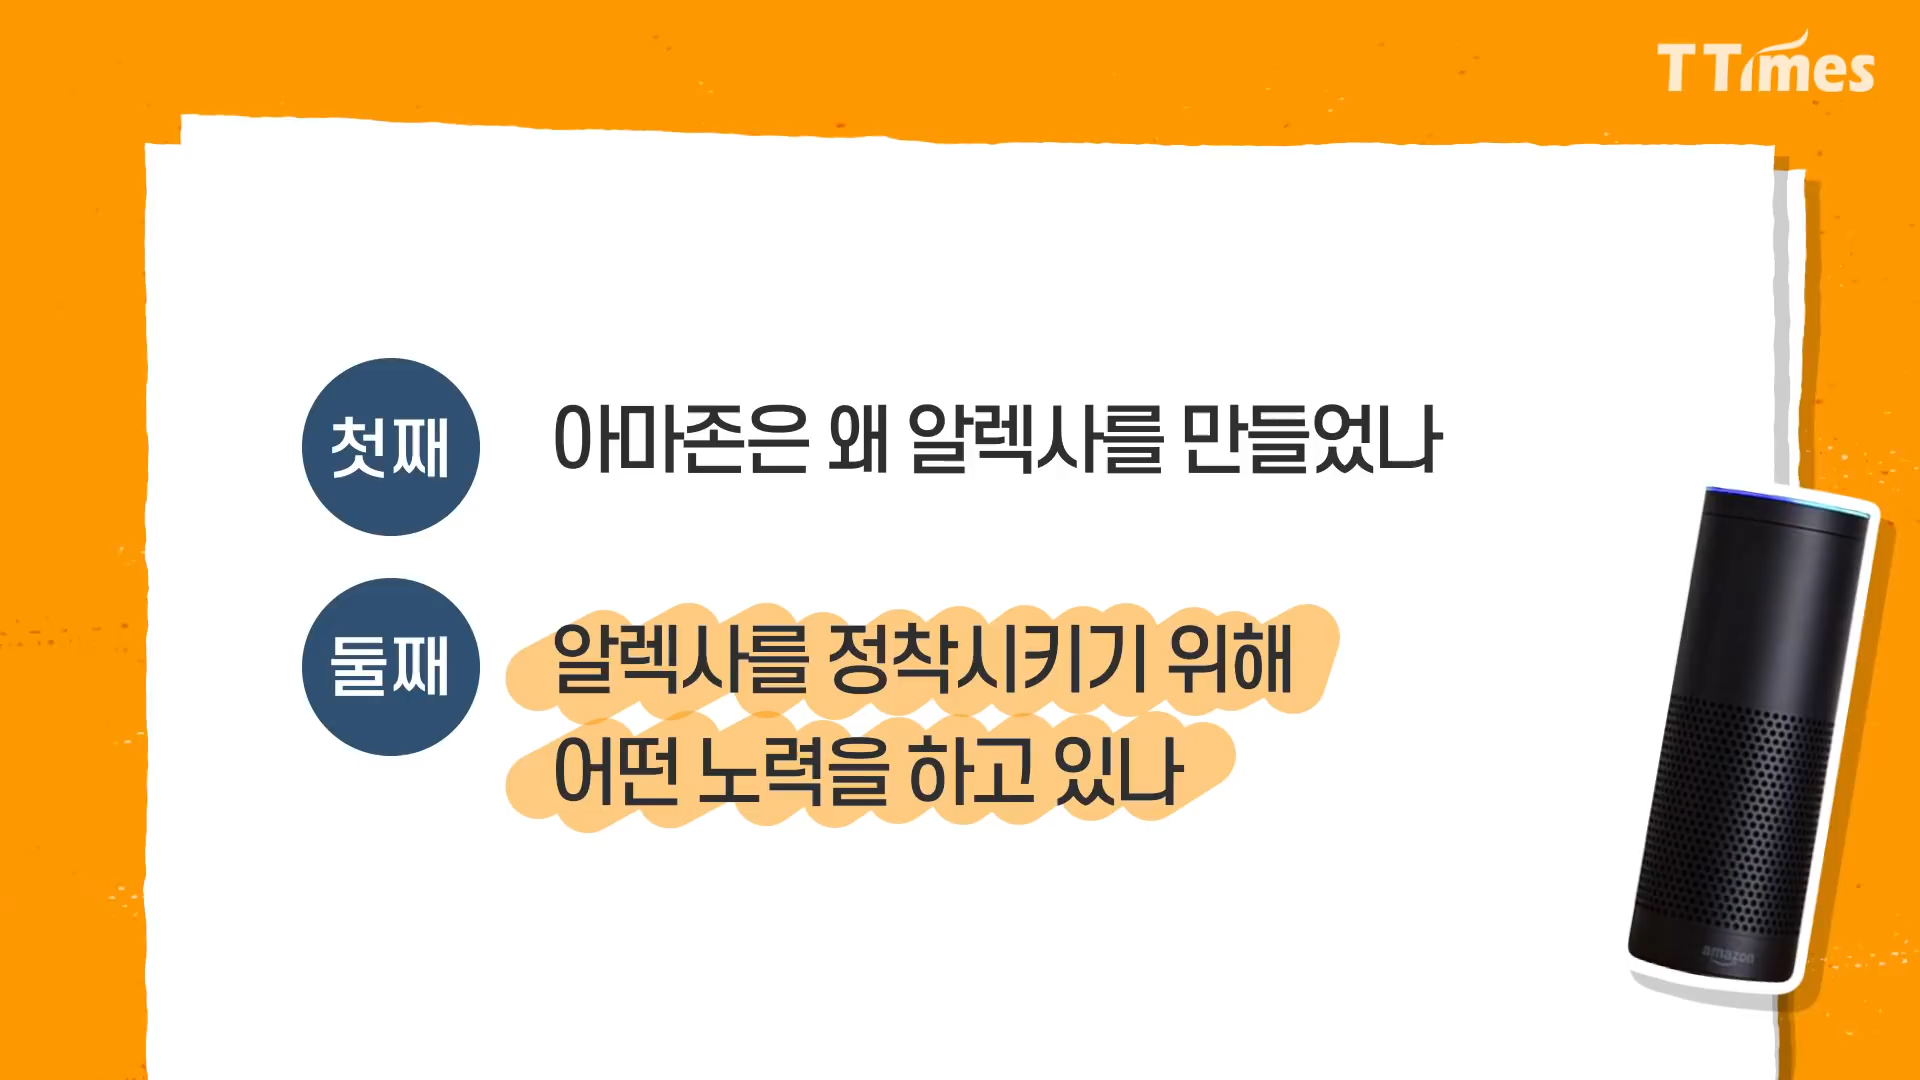 TTimes
첫째
아마존은 왜 알렉사를 만들었나
둘째
알렉사를 정착시키기 위해
어떤 노력을 하고 있나
amazon